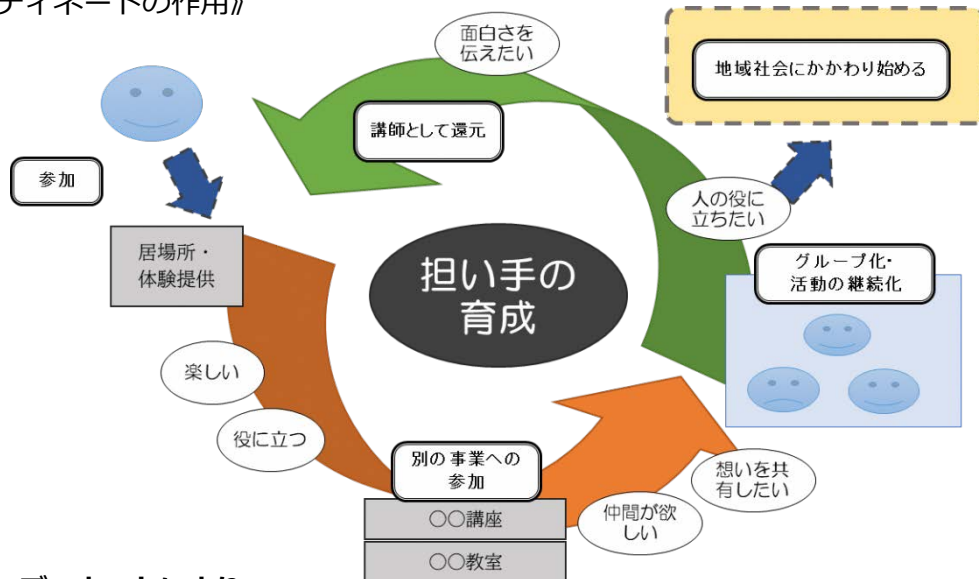 ディネートの作用》
面白さを
伝えたい
地域社会にかかわり始める
講師として還元
参加
人の役に
立ちたい
居場所・
体験提供
担い手の
育成
グループ化・
活動の継続化
楽しい
役に立つ
別の事業への
参加
想いを共
有したい
仲間が欲
しい
〇〇講座
〇〇教室